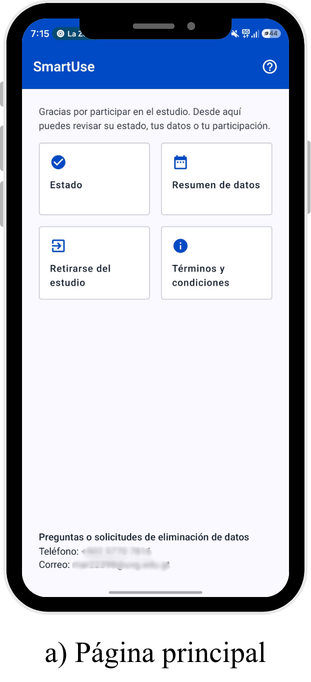 7:15 La 2
44
SmartUse
Gracias por participar en el estudio. Desde aquí
puedes revisar su estado, tus datos o tu participación.
Estado
Resumen de datos
Retirarse del
estudio
Términos y
condiciones
Preguntas o solicitudes de eliminación de datos
Teléfono:
Correo:
a) Página principal